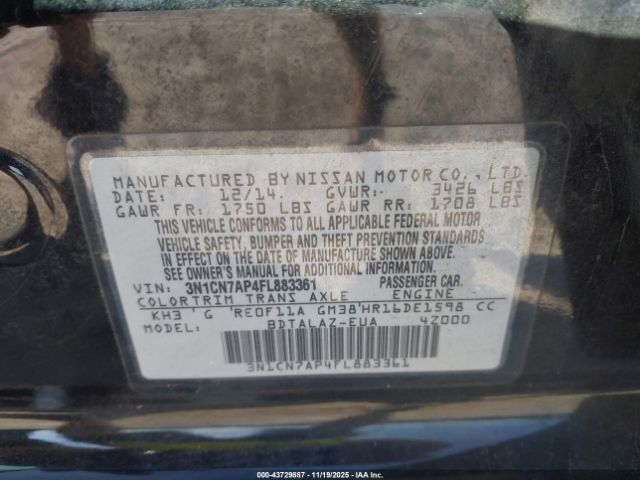 MANUFACTURED BY NISSAN MOTOR CO., LTD.
DATE: 12/14. GVWR: 3426 LBS
GAWR FR: 1750 LBS GAWR RR: 1708 LBS
THIS VEHICLE CONFORMS TO ALL APPLICABLE FEDERAL MOTOR
VEHICLE SAFETY, BUMPER AND THEFT PREVENTION STANDARDS
IN EFFECT ON THE DATE OF MANUFACTURE SHOWN ABOVE.
SEE OWNER'S MANUAL FOR ADDITIONAL INFORMATION.
VIN: 3N1CN7AP4FL883361 PASSENGER CAR.
COLOR TRIM TRANS AXLE ENGINE
KH3 G RE0F11A GM38 HR16DE1598 CC
MODEL: BDTALAZ-EUA 4Z000
3N1CN7AP4FL883361
000-43729887 - 11/19/2025 - IAA Inc.